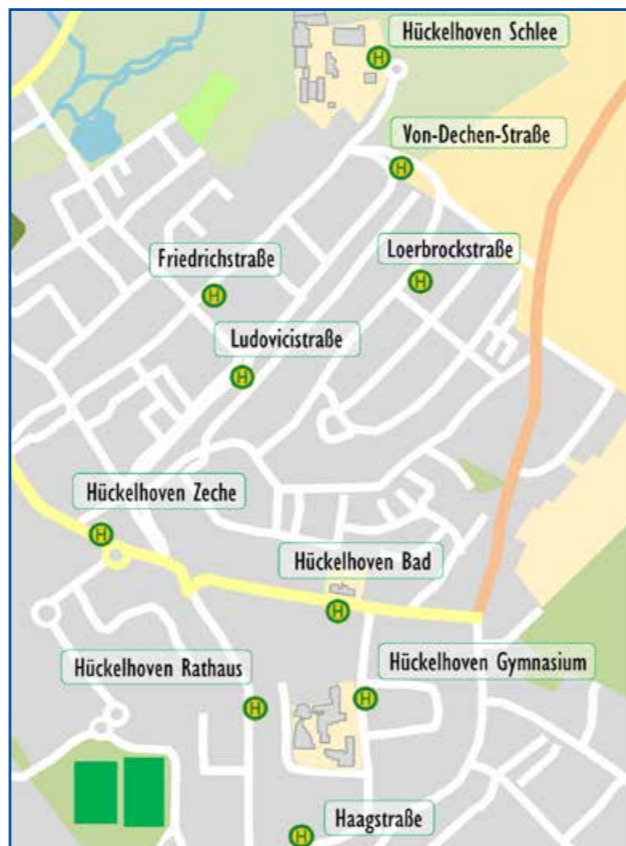 Hückelhoven Schlee
H
Von-Dechen-Straße
H
Friedrichstraße
Loerbrockstraße
H
H
Ludovicistraße
H
Hückelhoven Zeche
H
Hückelhoven Bad
H
Hückelhoven Rathaus
Hückelhoven Gymnasium
H
H
Haagstraße
H